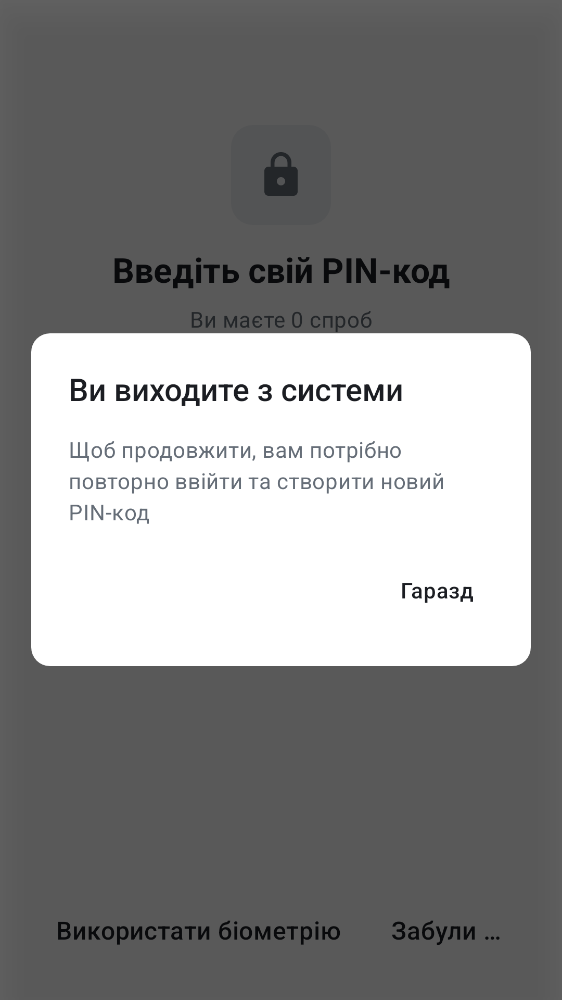 Введіть свій PIN-код
Ви маєте 0 спроб
Ви виходите з системи
Щоб продовжити, вам потрібно
повторно ввійти та створити новий
PIN-код
Гаразд
Використати біометрію
Забули ...